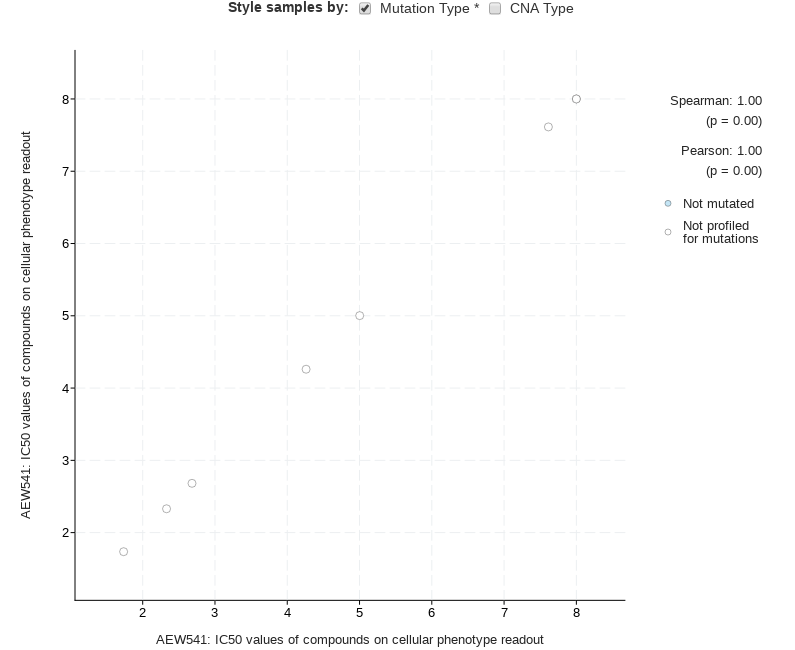 Style samples by: Mutation Type * CNA Type
Spearman: 1.00
(p = 0.00)
Pearson: 1.00
(p = 0.00)
Not mutated
Not profiled
for mutations
AEW541: IC50 values of compounds on cellular phenotype readout
8
7
6
5
4
3
2
2 3 4 5 6 7 8
AEW541: IC50 values of compounds on cellular phenotype readout